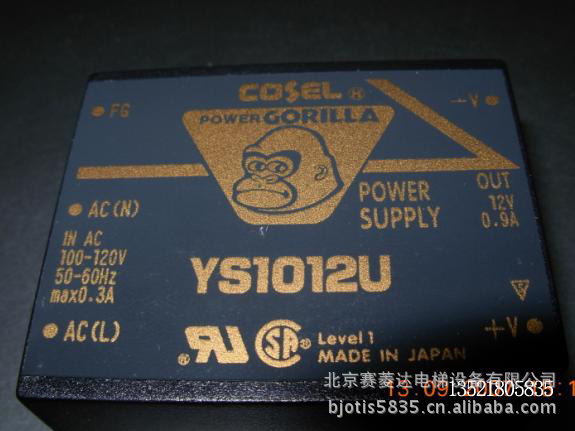 COSEL ®
POWER GORILLA
FG
-V
AC(N)
IN AC
100-120V
50-60Hz
max0.3A
AC(L)
POWER
SUPPLY
OUT
12V
0.9A
YS1012U
+V
Level 1
MADE IN JAPAN
北京赛菱达电梯设备有限公司
13521805835
bjotis5835.cn.alibaba.com